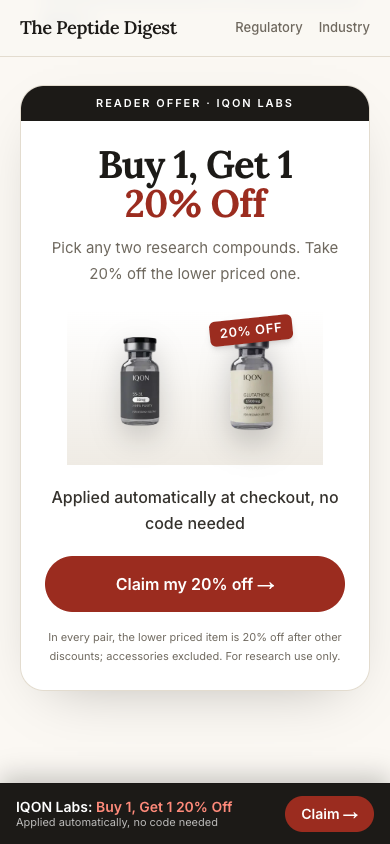 The Peptide Digest
Regulatory Industry
READER OFFER · IQON LABS
Buy 1, Get 1
20% Off
Pick any two research compounds. Take
20% off the lower priced one.
20% OFF
IQON
IQON
GLUTATHIONE
Applied automatically at checkout, no
code needed
Claim my 20% off →
In every pair, the lower priced item is 20% off after other
discounts; accessories excluded. For research use only.
IQON Labs: Buy 1, Get 1 20% Off
Applied automatically, no code needed
Claim →